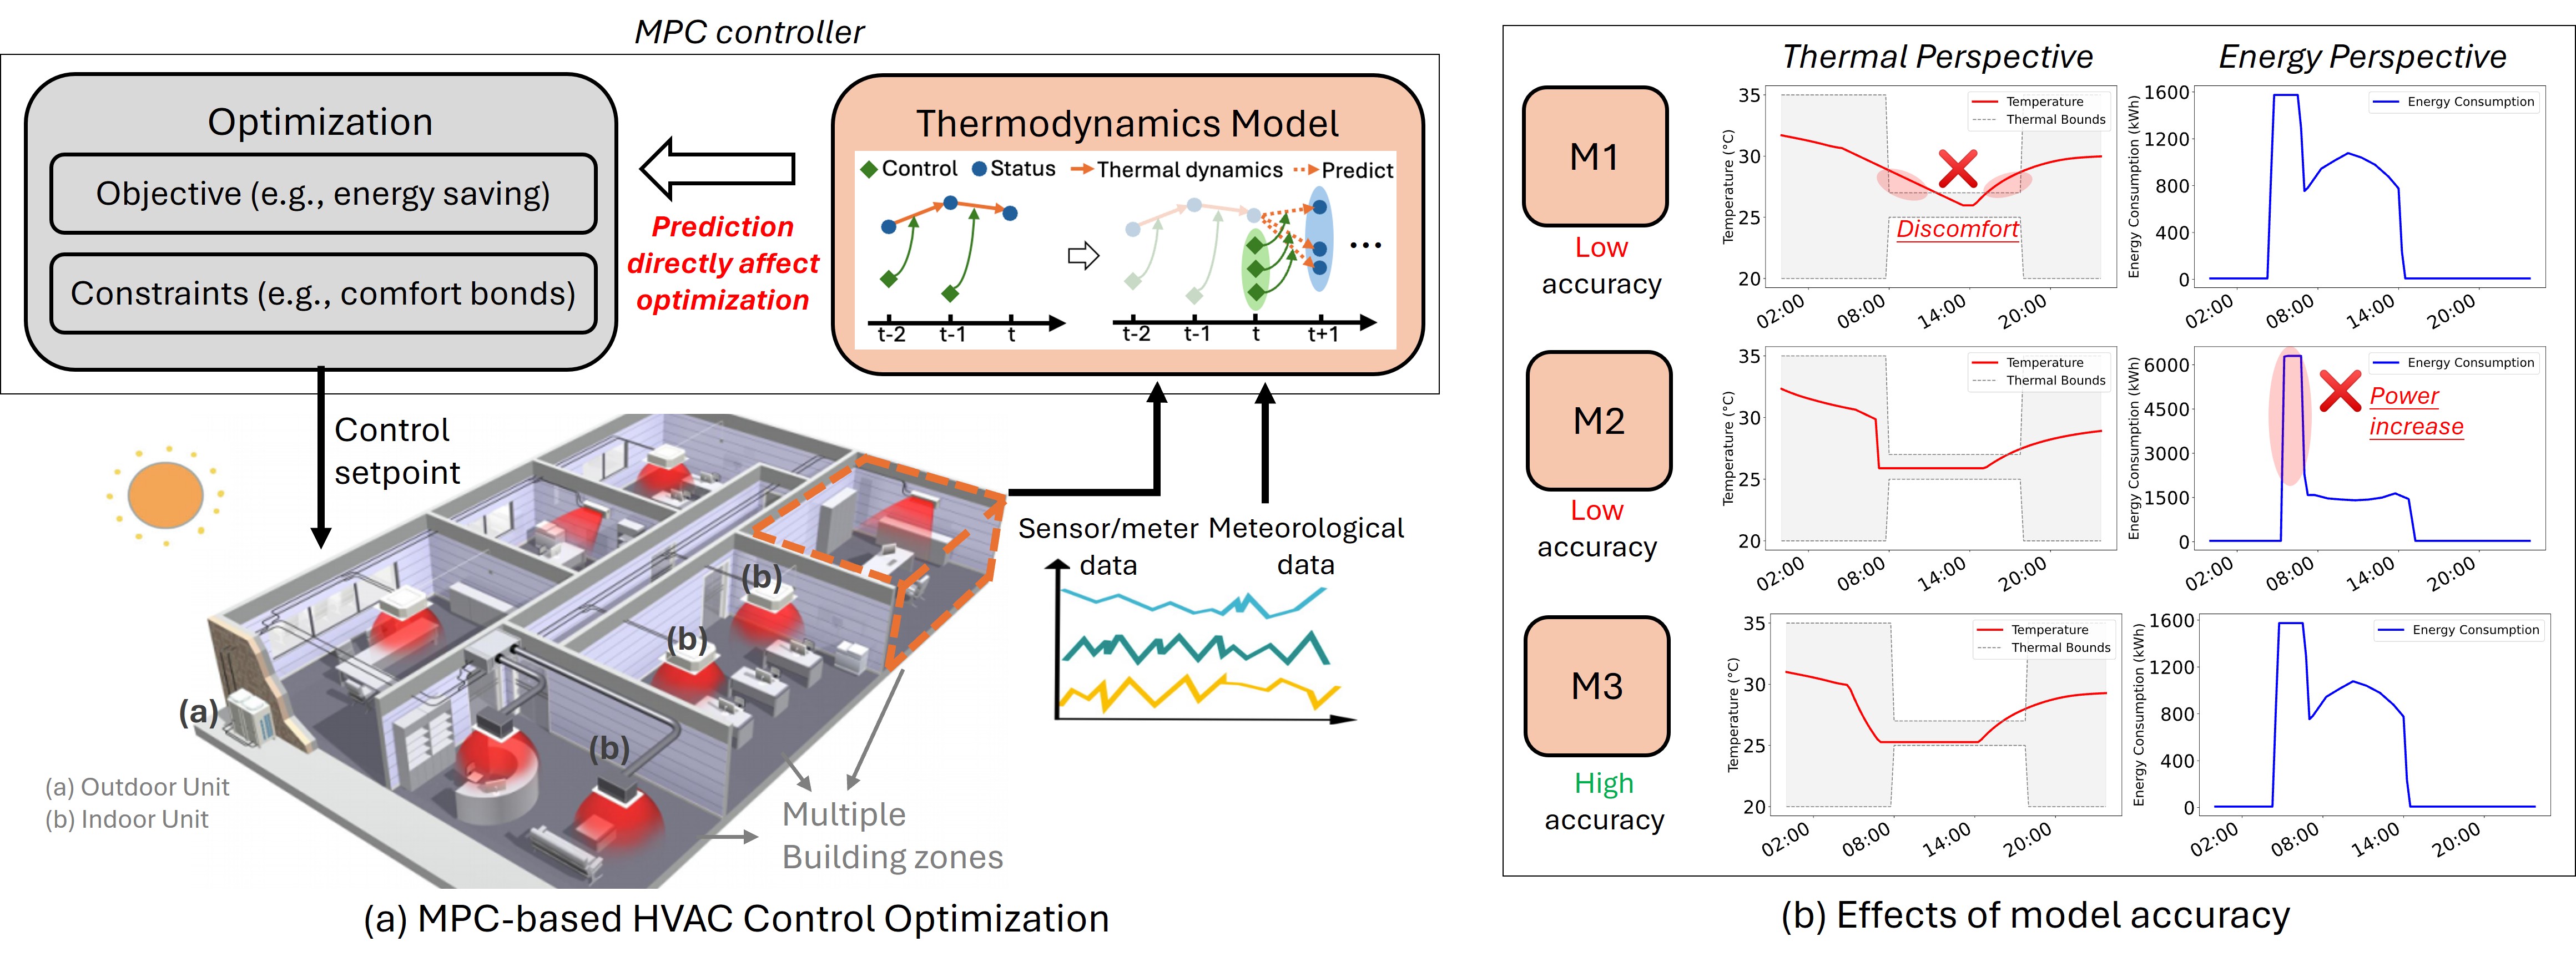 MPC controller
Optimization
Objective (e.g., energy saving)
Constraints (e.g., comfort bonds)
Prediction
directly affect
optimization
Thermodynamics Model
Control
Status
Thermal dynamics
Predict
t-2
t-1
t
t-2
t-1
t
t+1
...
Control
setpoint
Sensor/meter
data
Meteorological
data
(a)
(b)
(b)
(b)
(a) Outdoor Unit
(b) Indoor Unit
Multiple
Building zones
(a) MPC-based HVAC Control Optimization
Thermal Perspective
Energy Perspective
M1
Low
accuracy
Temperature (°C)
35
30
25
20
Temperature
Thermal Bounds
Discomfort
02:00
08:00
14:00
20:00
Energy Consumption (kWh)
1600
1200
800
400
0
Energy Consumption
02:00
08:00
14:00
20:00
M2
Low
accuracy
Temperature (°C)
35
30
25
20
Temperature
Thermal Bounds
02:00
08:00
14:00
20:00
Energy Consumption (kWh)
6000
4500
3000
1500
0
Energy Consumption
Power
increase
02:00
08:00
14:00
20:00
M3
High
accuracy
Temperature (°C)
35
30
25
20
Temperature
Thermal Bounds
02:00
08:00
14:00
20:00
Energy Consumption (kWh)
1600
1200
800
400
0
Energy Consumption
02:00
08:00
14:00
20:00
(b) Effects of model accuracy